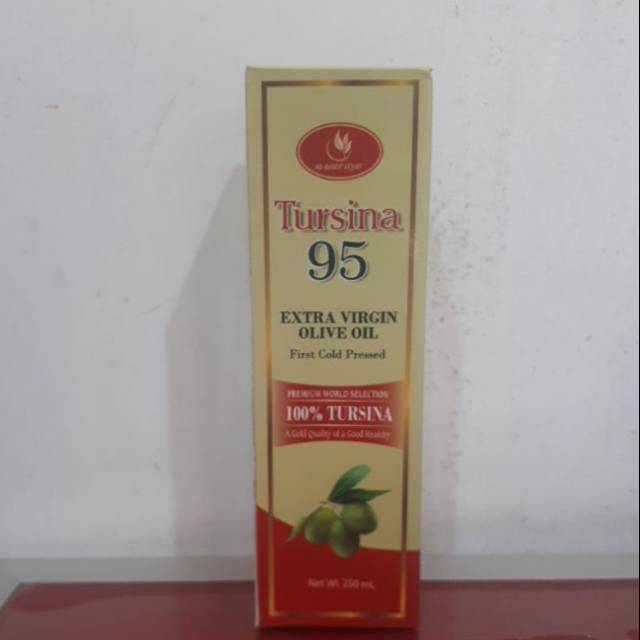 Tursina
95
EXTRA VIRGIN
OLIVE OIL
First Cold Pressed
PREMIUM WORLD SELECTION
100% TURSINA
A Gold Quality of a Good Healthy
Net Wt. 250 mL